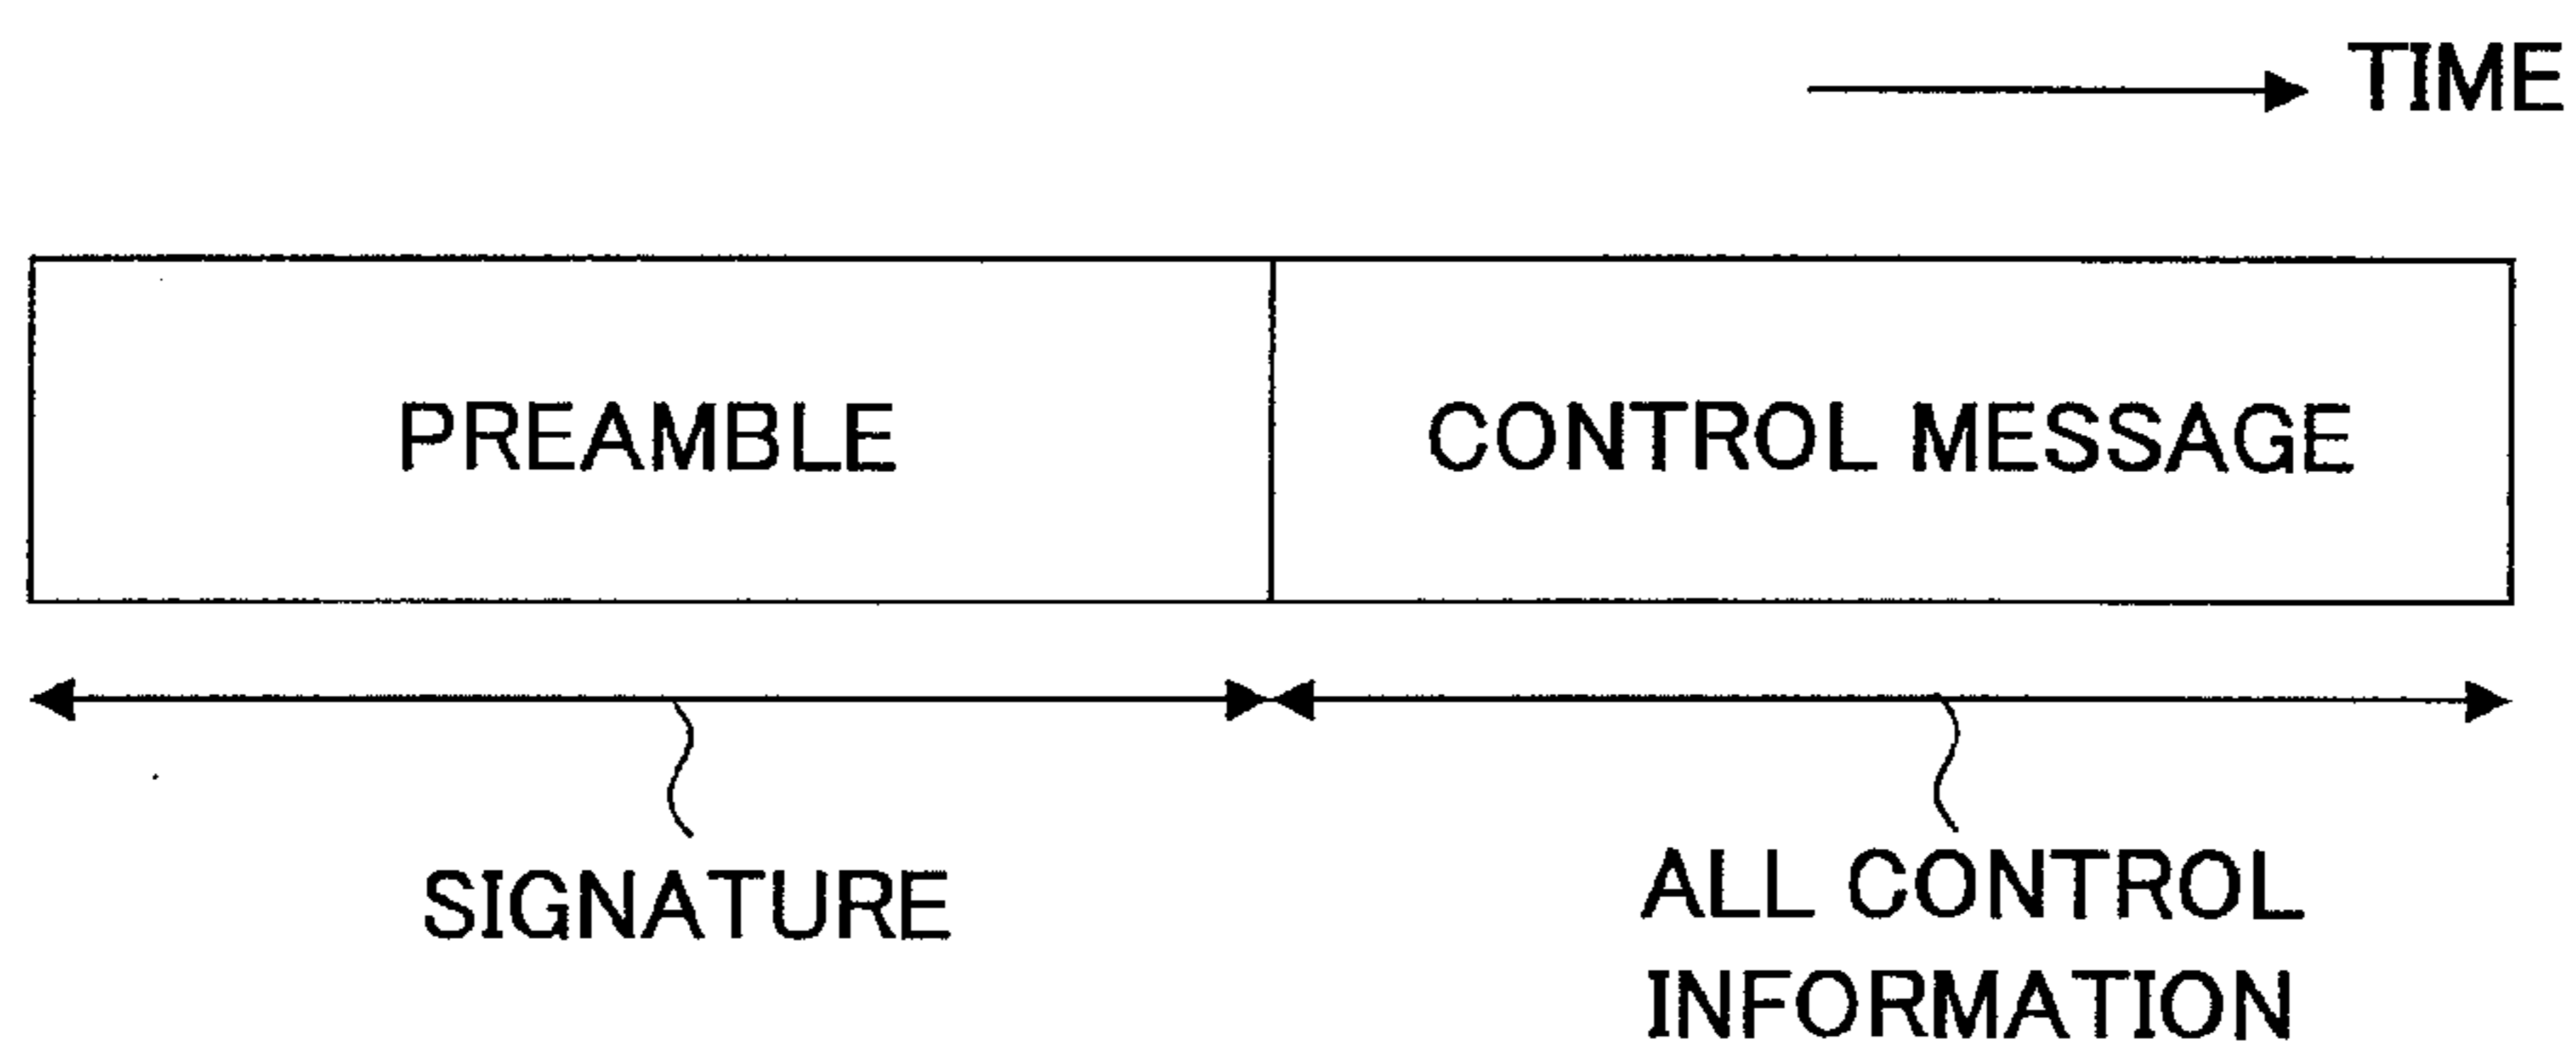 TIME
PREAMBLE
CONTROL MESSAGE
SIGNATURE
ALL CONTROL
INFORMATION